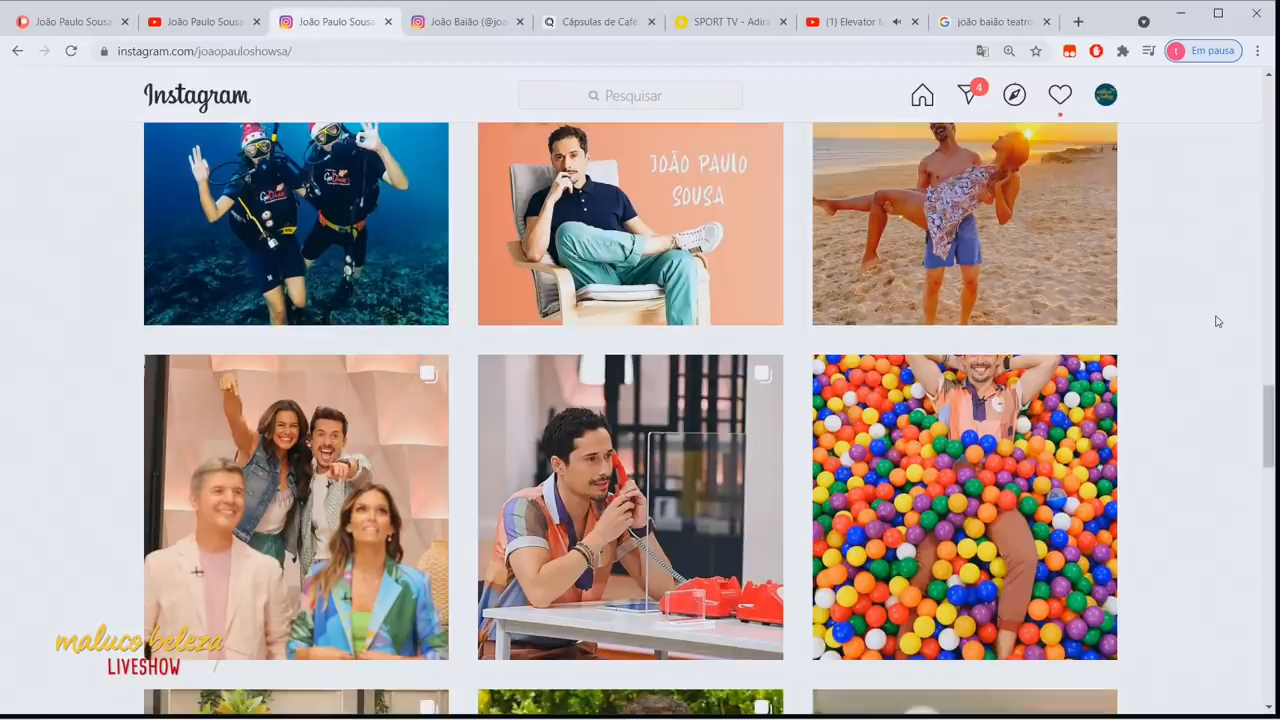 João Paulo Sousa
João Paulo Sousa
João Paulo Sousa
João Baião (@joa
Cápsulas de Café
SPORT TV - Adira
(1) Elevator M
joão baião teatro
instagram.com/joaopauloshowsa/
t
Em pausa
Instagram
Pesquisar
4
JOÃO PAULO
SOUSA
maluco beleza
LIVESHOW